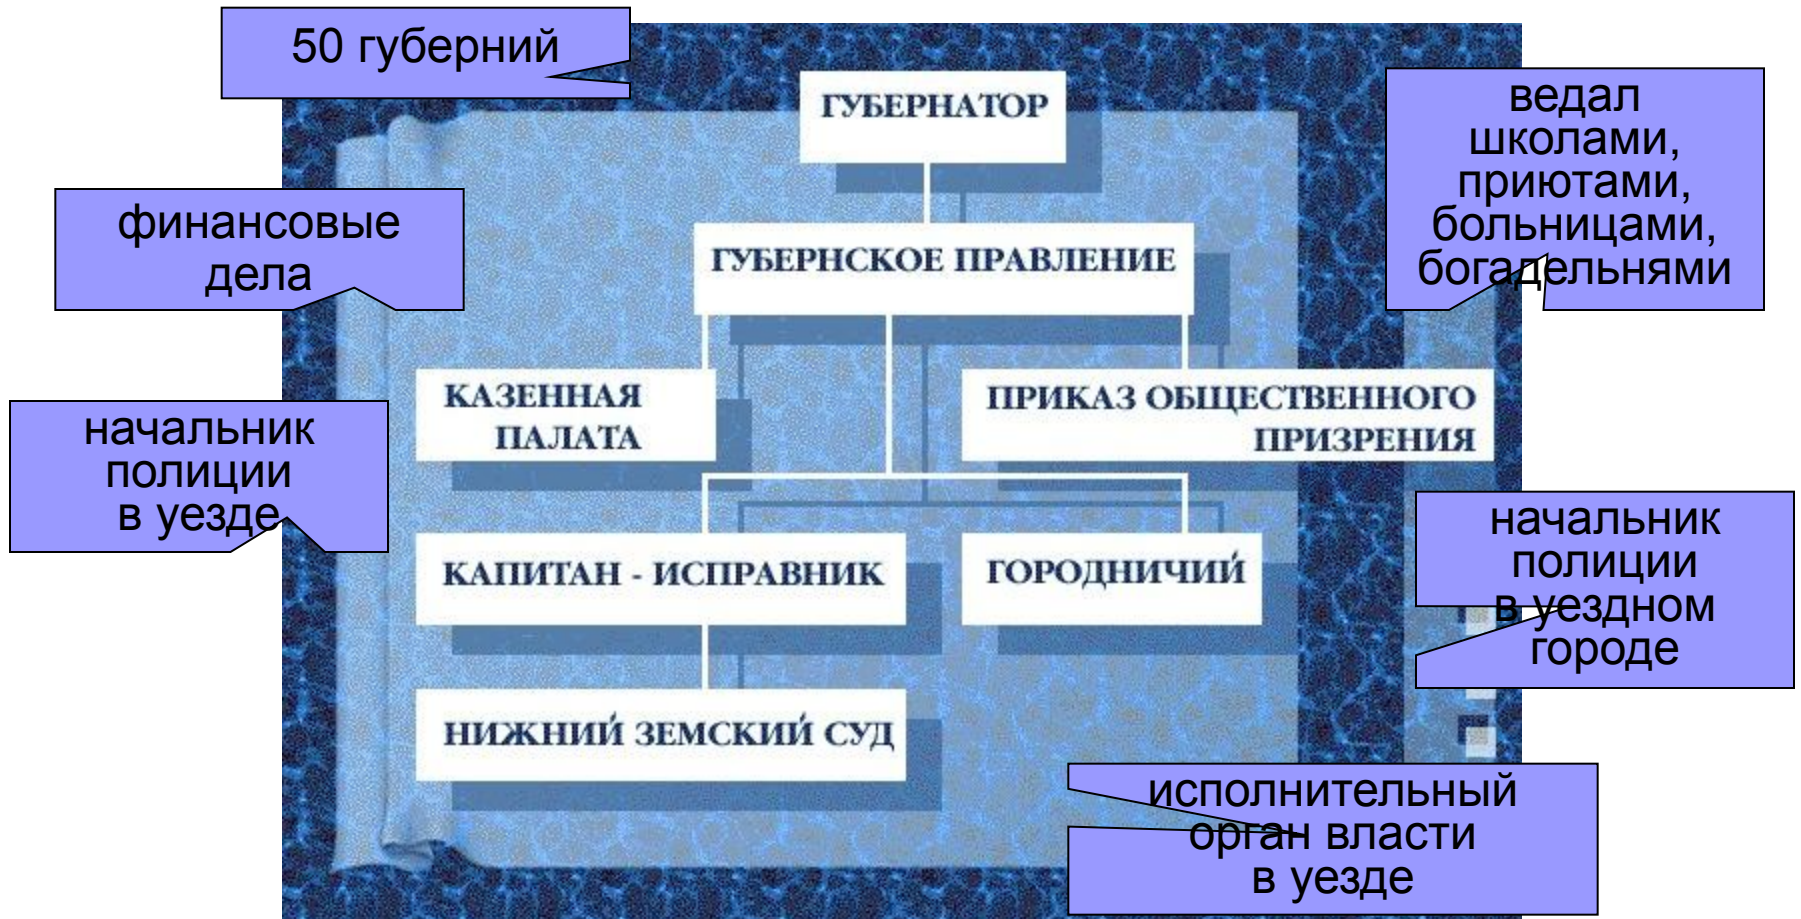 50 губерний
ГУБЕРНАТОР
ведал
школами,
приютами,
больницами,
богадельнями
финансовые
дела
ГУБЕРНСКОЕ ПРАВЛЕНИЕ
КАЗЕННАЯ
ПАЛАТА
ПРИКАЗ ОБЩЕСТВЕННОГО
ПРИЗРЕНИЯ
начальник
полиции
в уезде
КАПИТАН - ИСПРАВНИК
ГОРОДНИЧИЙ
начальник
полиции
в уездном
городе
НИЖНИЙ ЗЕМСКИЙ СУД
исполнительный
орган власти
в уезде